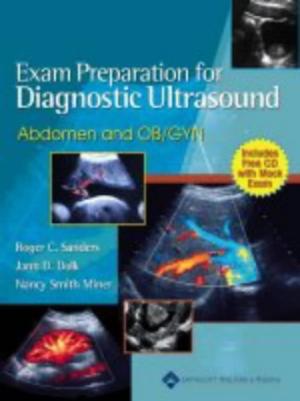 Exam Preparation for
Diagnostic Ultrasound
Abdomen and OB/GYN
Includes
Free CD
with Mock
Exam
Roger C. Sanders
Jann D. Dolk
Nancy Smith Miner